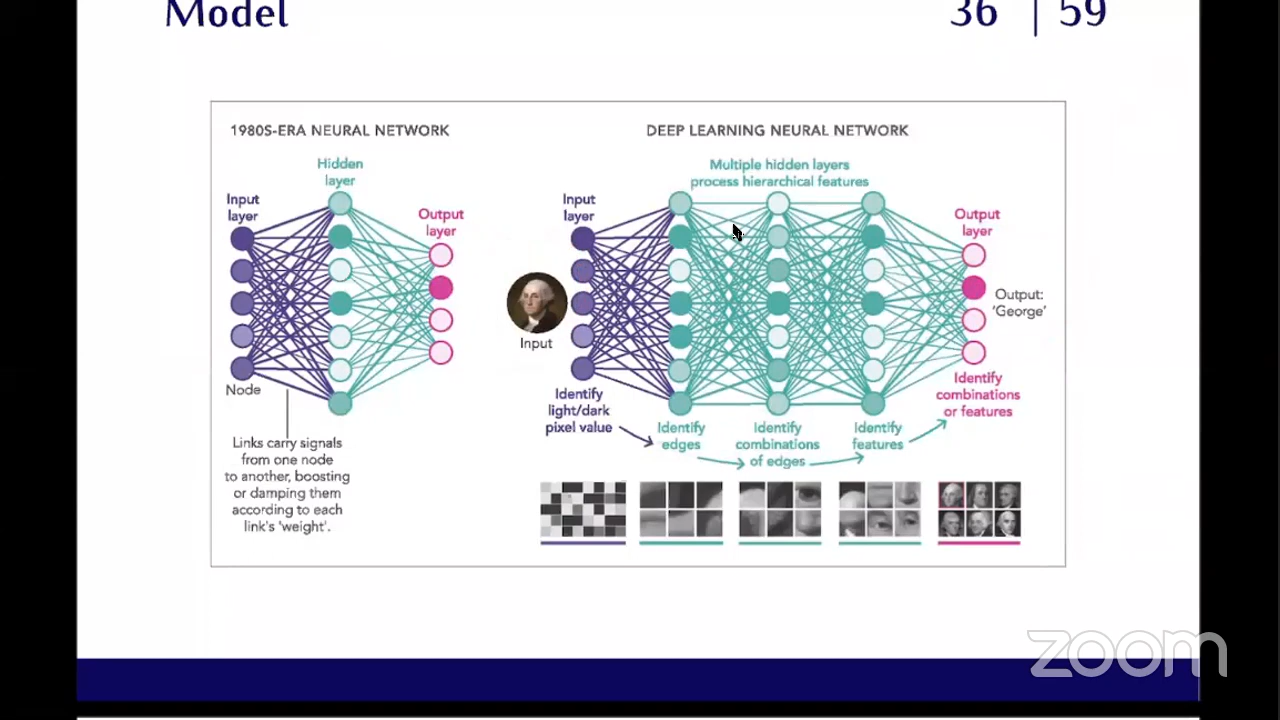 Model
36 | 59
1980S-ERA NEURAL NETWORK
Hidden
layer
Input
layer
Output
layer
Node
Links carry signals
from one node
to another, boosting
or damping them
according to each
link's 'weight'.
DEEP LEARNING NEURAL NETWORK
Multiple hidden layers
process hierarchical features
Input
layer
Output
layer
Input
Output:
'George'
Identify
light/dark
pixel value
Identify
edges
Identify
combinations
of edges
Identify
features
Identify
combinations
or features
zoom